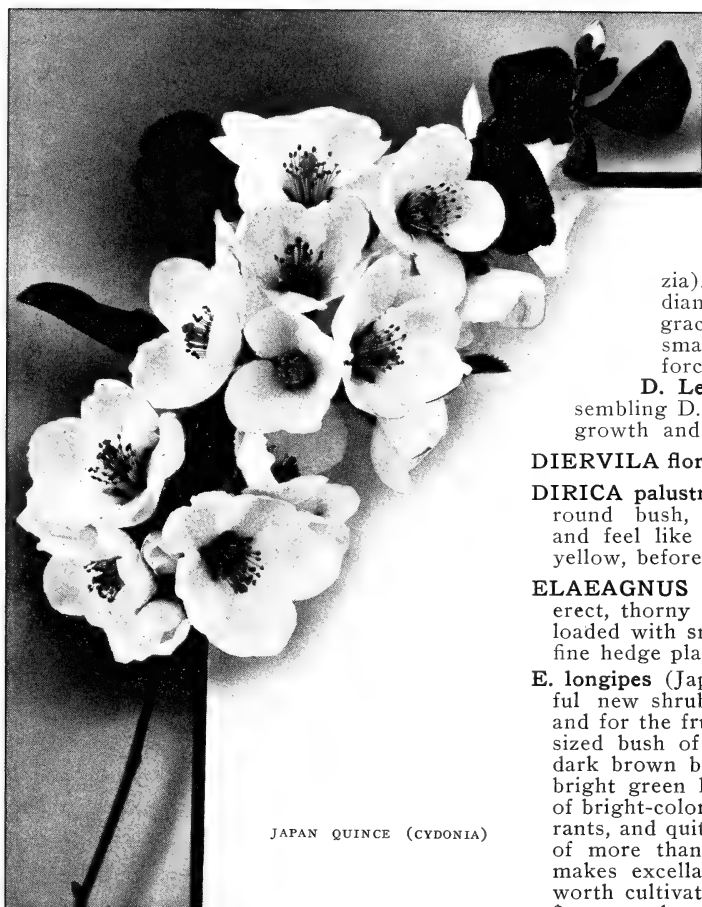 zia)
dian
grac
sma
forc
D. Le
sembling D.
growth and
DIERVILA flor
DIRICA palustr
round bush,
and feel like
yellow, before
ELAEAGNUS
erect, thorny
loaded with sn
fine hedge pla
E. longipes (Jap
ful new shrub
and for the fru
sized bush of
dark brown b
bright green l
of bright-color
rants, and quit
of more than
makes excella
worth cultivat
JAPAN QUINCE (CYDONIA)